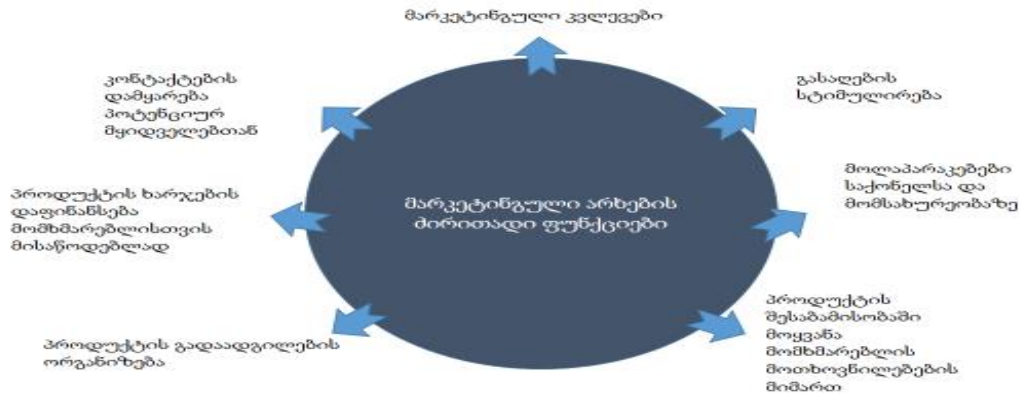 მარკეტინგული კვლევები
კონტაქტების
დამყარება
პოტენციურ
მყიდველებთან
გასაღების
სტიმულირება
პროდუქტის ხარჯების
დაფინანსება
მომხმარებლისთვის
მისაწოდებლად
მარკეტინგული არხების
ძირითადი ფუნქციები
მოლაპარაკებები
საქონელსა და
მომსახურეობაზე
პროდუქტის გადაადგილების
ორგანიზება
პროდუქტის
შესაბამისობაში
მოყვანა
მომხმარებლის
მოთხოვნილებების
მიმართ